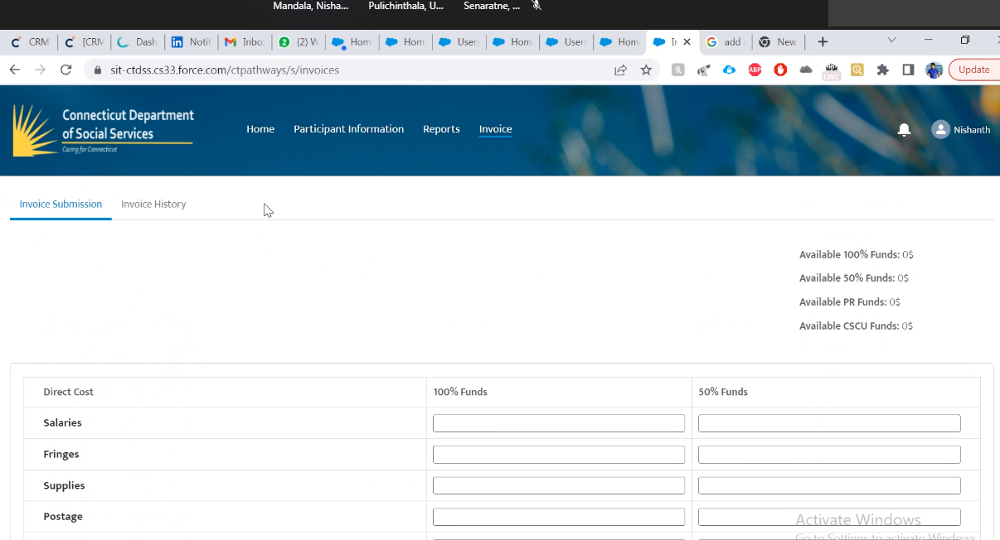 Mandala, Nisha... Pulichinthala, U... Senaratne, ...
CRM [CRM Dash Notif Inbo (2) W Hom Hom User Hom User Hom In add New
sit-ctdss.cs33.force.com/ctpathways/s/invoices ABP LWC Update
Connecticut Department
of Social Services
Caring for Connecticut
Home Participant Information Reports Invoice
Nishanth
Invoice Submission Invoice History
Available 100% Funds: 0$
Available 50% Funds: 0$
Available PR Funds: 0$
Available CSCU Funds: 0$
Direct Cost 100% Funds 50% Funds
Salaries
Fringes
Supplies
Postage
Activate Windows
Go to Settings to activate Windows